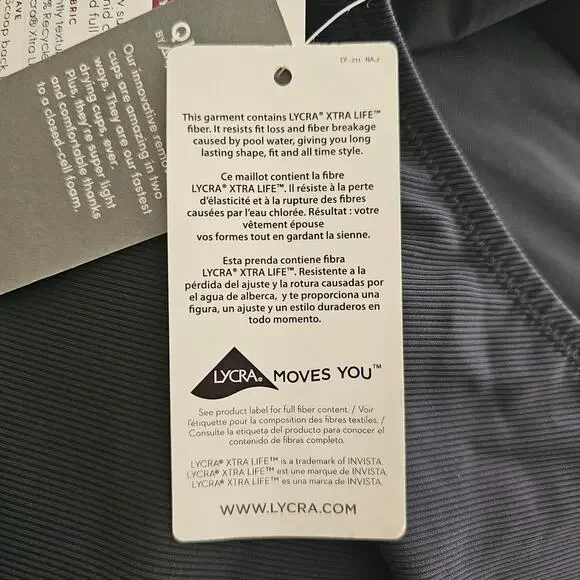 LY-211-NA.2
This garment contains LYCRA® XTRA LIFE™
fiber. It resists fit loss and fiber breakage
caused by pool water, giving you long
lasting shape, fit and all time style.
Ce maillot contient la fibre
LYCRA® XTRA LIFE™. Il résiste à la perte
d'élasticité et à la rupture des fibres
causées par l'eau chlorée. Résultat : votre
vêtement épouse
vos formes tout en gardant la sienne.
Esta prenda contiene fibra
LYCRA® XTRA LIFE™. Resistente a la
pérdida del ajuste y la rotura causadas por
el agua de alberca, y te proporciona una
figura, un ajuste y un estilo duraderos en
todo momento.
LYCRA® MOVES YOU™
See product label for full fiber content. / Voir
l'étiquette pour la composition des fibres textiles. /
Consulte la etiqueta del producto para conocer el
contenido de fibras completo.
LYCRA® XTRA LIFE™ is a trademark of INVISTA.
LYCRA® XTRA LIFE™ est une marque de INVISTA.
LYCRA® XTRA LIFE™ es una marca de INVISTA.
WWW.LYCRA.COM
Our innovative
cups are amazing in two
ways. They are our fastest
drying cups, ever.
Plus, they're super light
and comfortable thanks
to a closed-cell foam,